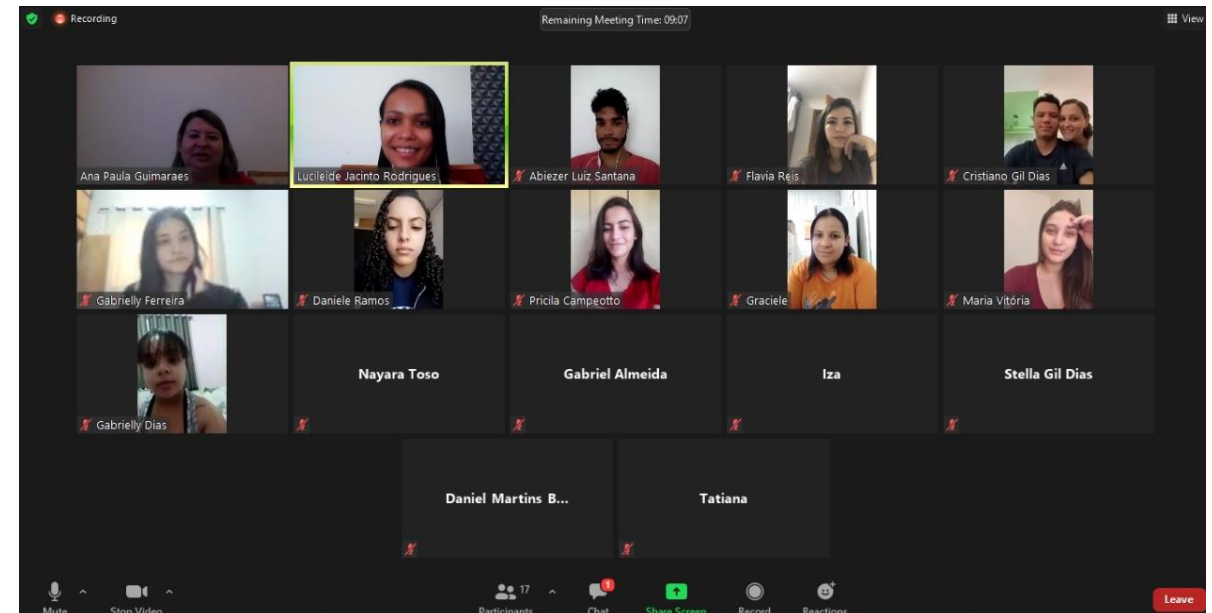 Recording
Remaining Meeting Time: 09:07
View
Ana Paula Guimaraes
Lucileide Jacinto Rodrigues
Abiezer Luiz Santana
Flavia Reis
Cristiano Gil Dias
Gabrielly Ferreira
Daniele Ramos
Pricila Campeotto
Graciele
Maria Vitória
Gabrielly Dias
Nayara Toso
Gabriel Almeida
Iza
Stella Gil Dias
Daniel Martins B...
Tatiana
Mute
Stop Video
17
Participants
1
Chat
Share Screen
Record
Reactions
Leave